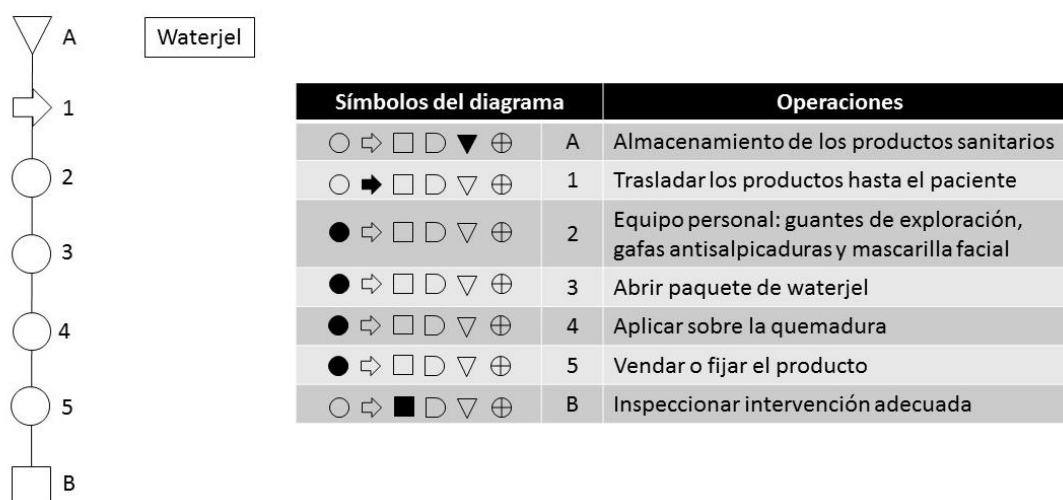 A
Waterjel
1
2
3
4
5
B
Símbolos del diagrama Operaciones
A Almacenamiento de los productos sanitarios
1 Trasladar los productos hasta el paciente
2 Equipo personal: guantes de exploración,
gafas antisalpicaduras y mascarilla facial
3 Abrir paquete de waterjel
4 Aplicar sobre la quemadura
5 Vendar o fijar el producto
B Inspeccionar intervención adecuada